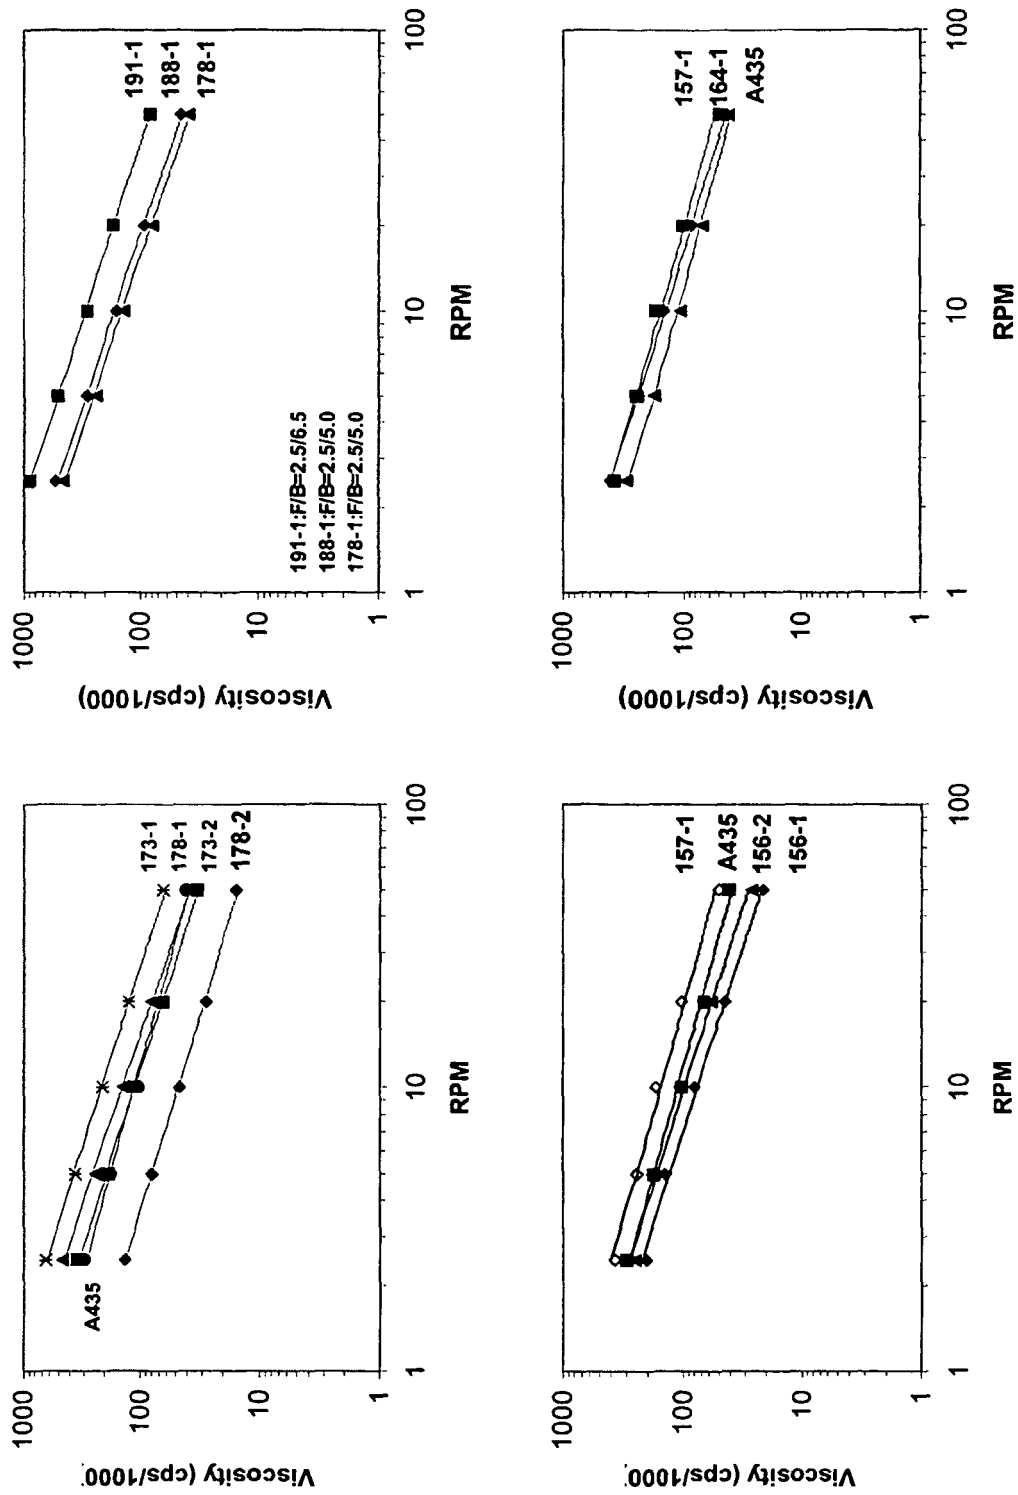 Viscosity (cps/1000
1000
100
10
1
A435
173-1
178-1
173-2
178-2
1
10
100
RPM
Viscosity (cps/1000)
1000
100
10
1
191-1
188-1
178-1
191-1:F/B=2.5/6.5
188-1:F/B=2.5/5.0
178-1:F/B=2.5/5.0
1
10
100
RPM
Viscosity (cps/1000
1000
100
10
1
157-1
A435
156-2
156-1
1
10
100
RPM
Viscosity (cps/1000)
1000
100
10
1
157-1
164-1
A435
1
10
100
RPM